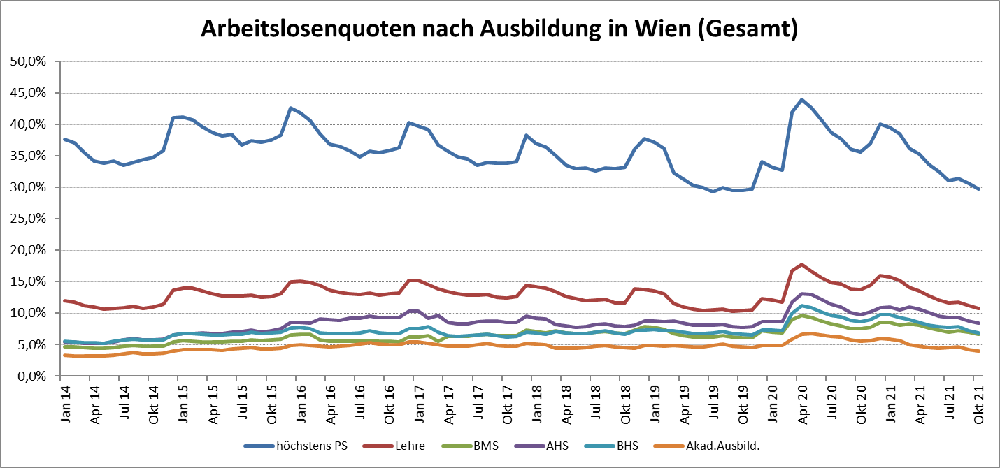 Arbeitslosenquoten nach Ausbildung in Wien (Gesamt)
50,0%
45,0%
40,0%
35,0%
30,0%
25,0%
20,0%
15,0%
10,0%
5,0%
0,0%
Jan 14
Apr 14
Jul 14
Okt 14
Jan 15
Apr 15
Jul 15
Okt 15
Jan 16
Apr 16
Jul 16
Okt 16
Jan 17
Apr 17
Jul 17
Okt 17
Jan 18
Apr 18
Jul 18
Okt 18
Jan 19
Apr 19
Jul 19
Okt 19
Jan 20
Apr 20
Jul 20
Okt 20
Jan 21
Apr 21
Jul 21
Okt 21
höchstens PS Lehre BMS AHS BHS Akad.Ausbild.